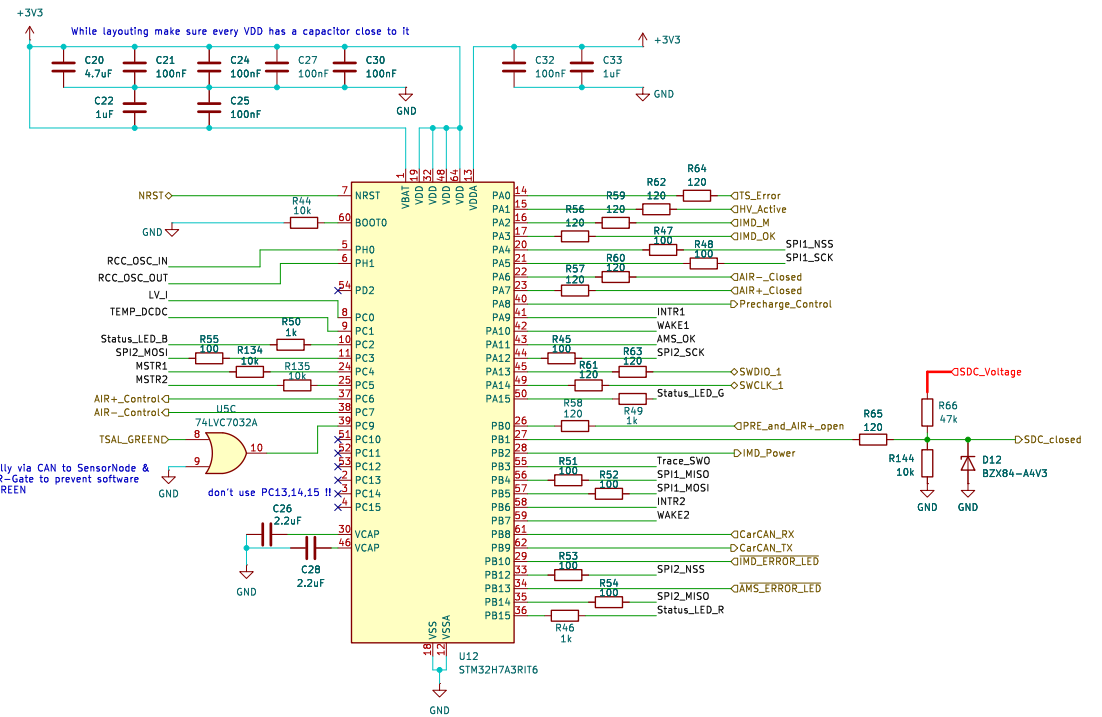 +3V3
While layouting make sure every VDD has a capacitor close to it
C20
4.7uF
C21
100nF
C24
100nF
C27
100nF
C30
100nF
C22
1uF
C25
100nF
GND
+3V3
C32
100nF
C33
1uF
GND
1
19
32
48
64
13
VBAT
VDD
VDD
VDD
VDD
VDDA
NRST
7
NRST
R44
10k
GND
60
BOOT0
RCC_OSC_IN
5
PH0
RCC_OSC_OUT
6
PH1
54
PD2
LV_I
8
PC0
TEMP_DCDC
9
PC1
Status_LED_B
R50
1k
10
PC2
SPI2_MOSI
R55
100
11
PC3
MSTR1
R134
10k
24
PC4
MSTR2
R135
10k
25
PC5
AIR+_Control
37
PC6
AIR-_Control
38
PC7
U5C
74LVC7032A
39
PC9
TSAL_GREEN
8
9
10
GND
51
PC10
52
PC11
53
PC12
2
PC13
3
PC14
4
PC15
lly via CAN to SensorNode &
R-Gate to prevent software
REEN
don't use PC13,14,15 !!
C26
2.2uF
30
VCAP
C28
2.2uF
46
VCAP
GND
PA0
14
R64
120
TS_Error
PA1
15
R62
120
HV_Active
PA2
16
R59
120
IMD_M
PA3
17
R56
120
IMD_OK
PA4
20
R47
100
SPI1_NSS
PA5
21
R48
100
SPI1_SCK
PA6
22
R60
120
AIR-_Closed
PA7
23
R57
120
AIR+_Closed
PA8
40
Precharge_Control
PA9
41
INTR1
PA10
42
WAKE1
PA11
43
AMS_OK
PA12
44
R45
100
SPI2_SCK
PA13
45
R63
120
SWDIO_1
PA14
49
R61
120
SWCLK_1
PA15
50
R49
1k
Status_LED_G
PB0
26
R58
120
PRE_and_AIR+_open
PB1
27
R65
120
SDC_Voltage
R66
47k
SDC_closed
R144
10k
GND
D12
BZX84-A4V3
GND
PB2
28
IMD_Power
PB3
55
Trace_SWO
PB4
56
R51
100
SPI1_MISO
PB5
57
R52
100
SPI1_MOSI
PB6
58
INTR2
PB7
59
WAKE2
PB8
61
CarCAN_RX
PB9
62
CarCAN_TX
PB10
29
IMD_ERROR_LED
PB12
33
R53
100
SPI2_NSS
PB13
34
AMS_ERROR_LED
PB14
35
R54
100
SPI2_MISO
PB15
36
R46
1k
Status_LED_R
VSS
VSSA
18
12
U12
STM32H7A3RIT6
GND